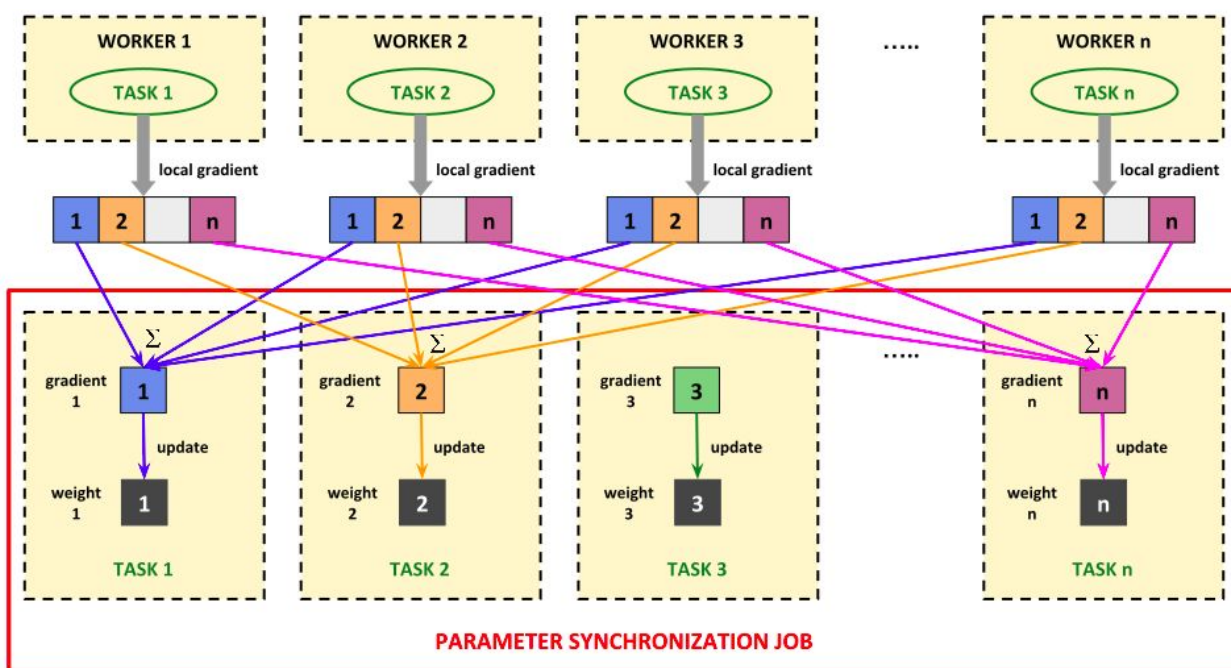 WORKER 1
WORKER 2
WORKER 3
.....
WORKER n
TASK 1
TASK 2
TASK 3
TASK n
local gradient
local gradient
local gradient
local gradient
1 2 n
1 2 n
1 2 n
1 2 n
Σ
Σ
.....
Σ
gradient
1
1
gradient
2
2
gradient
3
3
gradient
n
n
update
update
update
update
weight
1
1
weight
2
2
weight
3
3
weight
n
n
TASK 1
TASK 2
TASK 3
TASK n
PARAMETER SYNCHRONIZATION JOB